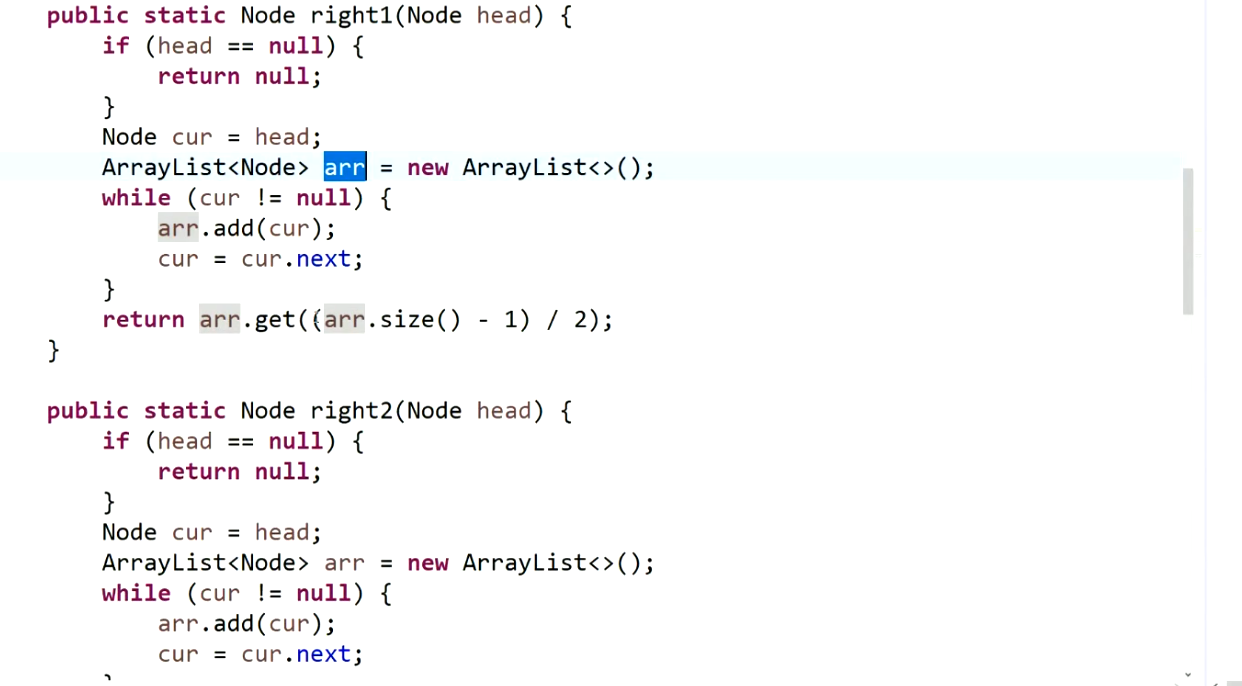 public static Node right1(Node head) {
    if (head == null) {
        return null;
    }
    Node cur = head;
    ArrayList<Node> arr = new ArrayList<>();
    while (cur != null) {
        arr.add(cur);
        cur = cur.next;
    }
    return arr.get((arr.size() - 1) / 2);
}

public static Node right2(Node head) {
    if (head == null) {
        return null;
    }
    Node cur = head;
    ArrayList<Node> arr = new ArrayList<>();
    while (cur != null) {
        arr.add(cur);
        cur = cur.next;
    }